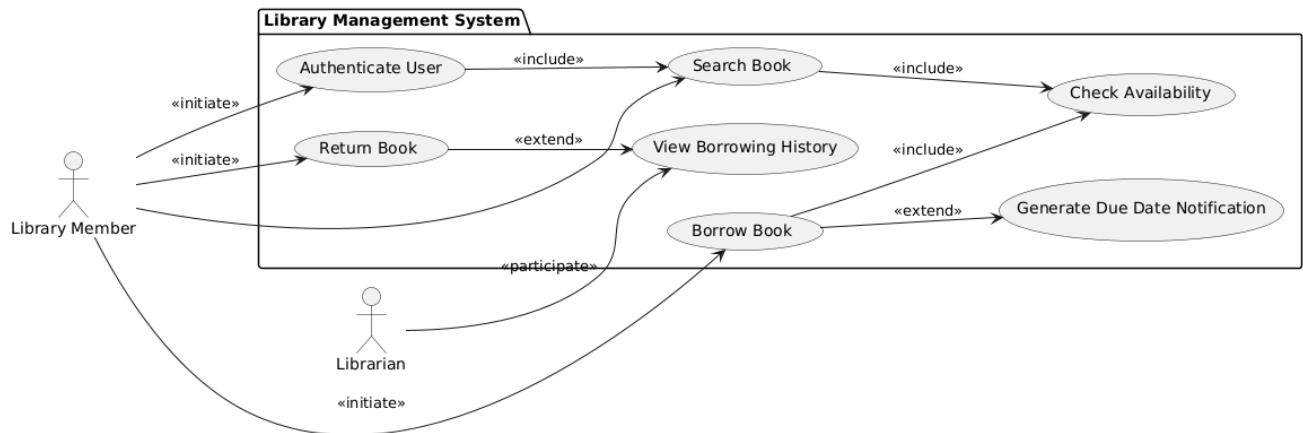 Library Management System
Authenticate User
«include»
Search Book
«include»
Check Availability
«initiate»
«initiate»
Return Book
«extend»
View Borrowing History
«include»
Library Member
Borrow Book
«extend»
Generate Due Date Notification
«participate»
Librarian
«initiate»